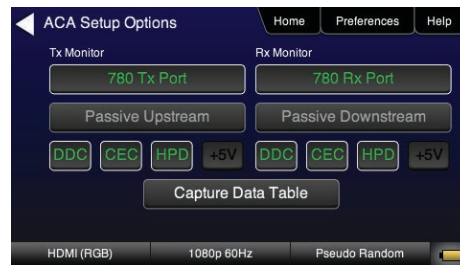 ACA Setup Options Home Preferences Help
Tx Monitor Rx Monitor
780 Tx Port 780 Rx Port
Passive Upstream Passive Downstream
DDC CEC HPD +5V DDC CEC HPD +5V
Capture Data Table
HDMI (RGB) 1080p 60Hz Pseudo Random